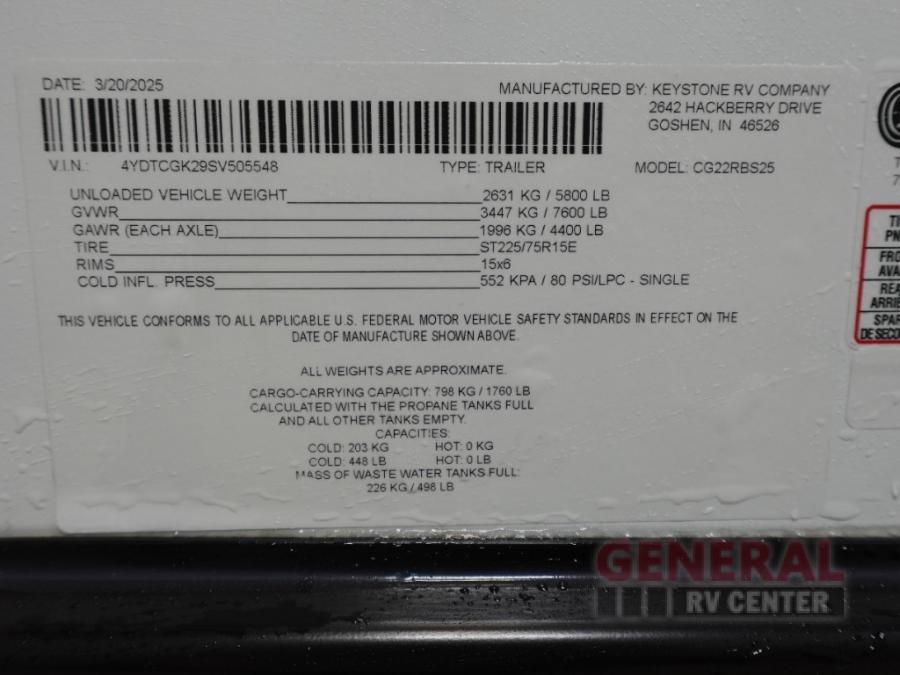 DATE: 3/20/2025
MANUFACTURED BY: KEYSTONE RV COMPANY
2642 HACKBERRY DRIVE
GOSHEN, IN 46526
V.I.N.: 4YDTCGK29SV505548 TYPE: TRAILER MODEL: CG22RBS25
UNLOADED VEHICLE WEIGHT 2631 KG / 5800 LB
GVWR 3447 KG / 7600 LB
GAWR (EACH AXLE) 1996 KG / 4400 LB
TIRE ST225/75R15E
RIMS 15x6
COLD INFL. PRESS 552 KPA / 80 PSI/LPC - SINGLE
THIS VEHICLE CONFORMS TO ALL APPLICABLE U.S. FEDERAL MOTOR VEHICLE SAFETY STANDARDS IN EFFECT ON THE
DATE OF MANUFACTURE SHOWN ABOVE.
ALL WEIGHTS ARE APPROXIMATE.
CARGO-CARRYING CAPACITY: 798 KG / 1760 LB
CALCULATED WITH THE PROPANE TANKS FULL
AND ALL OTHER TANKS EMPTY.
CAPACITIES:
COLD: 203 KG HOT: 0 KG
COLD: 448 LB HOT: 0 LB
MASS OF WASTE WATER TANKS FULL:
226 KG / 498 LB
GENERAL
RV CENTER